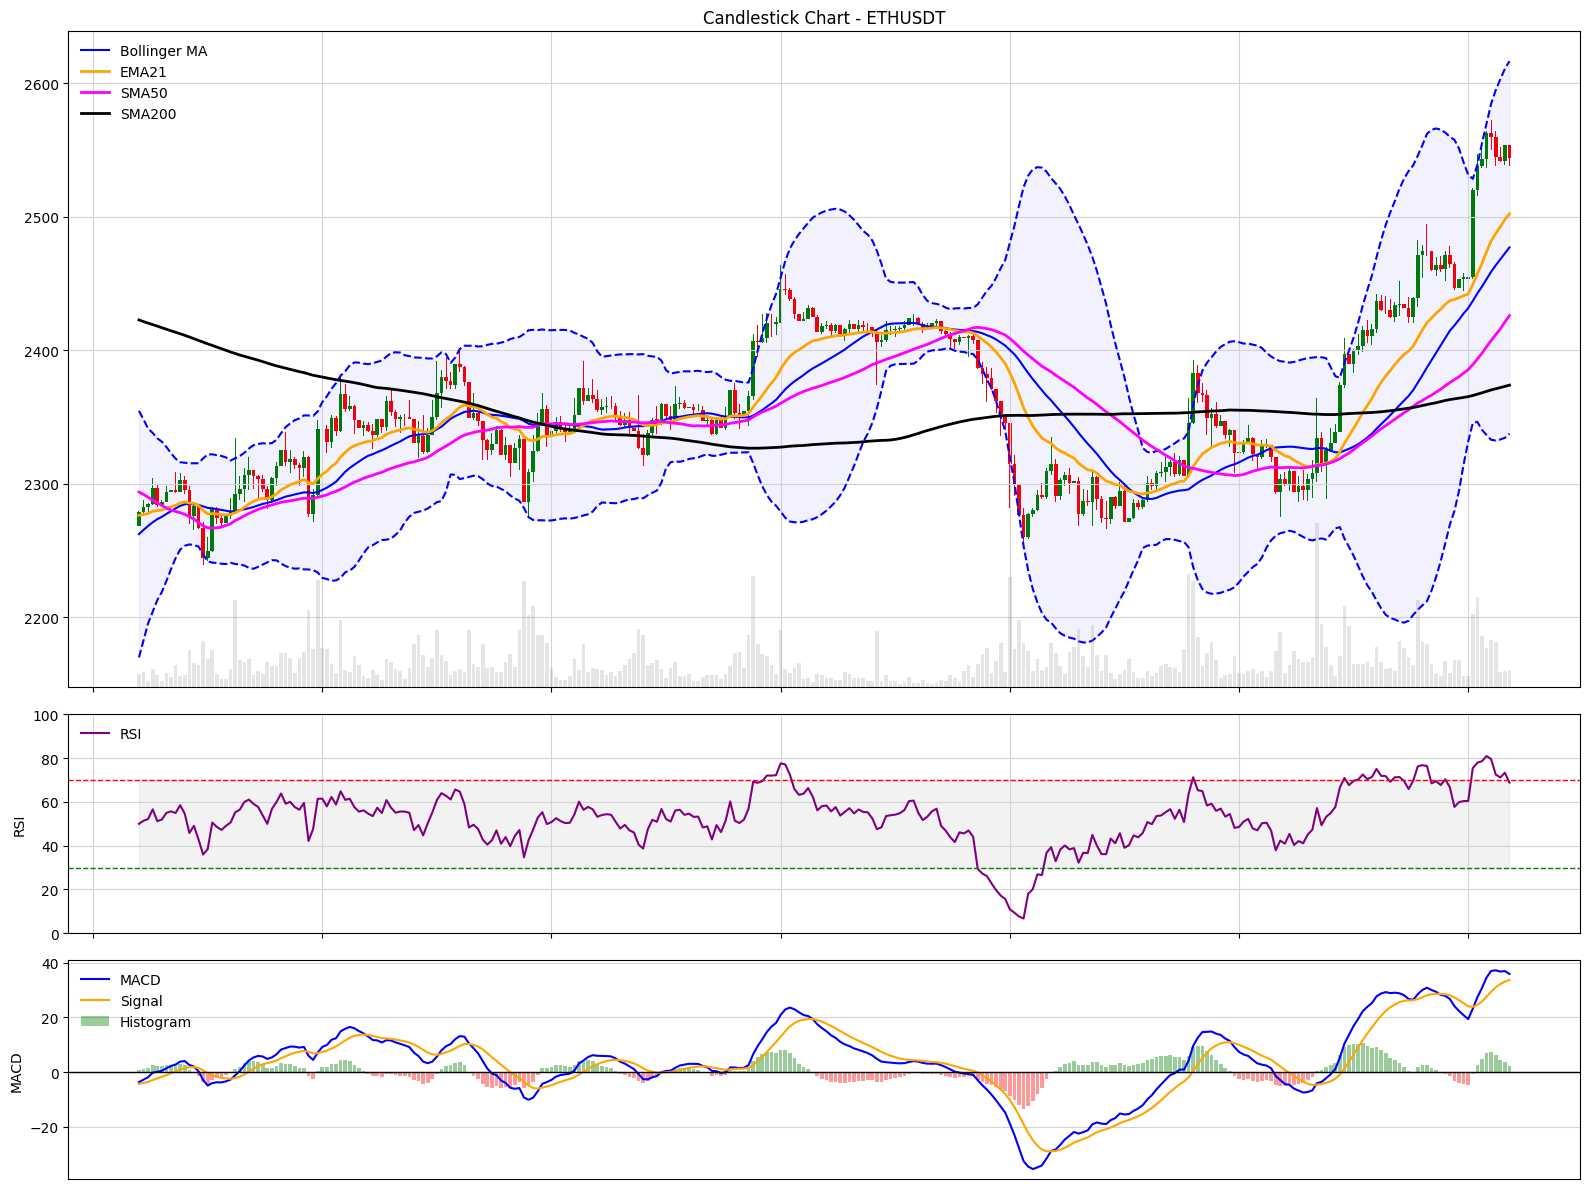 Candlestick Chart - ETHUSDT
Bollinger MA
EMA21
SMA50
SMA200
2600
2500
2400
2300
2200
RSI
100
80
60
40
20
0
RSI
MACD
Signal
Histogram
40
20
0
−20
MACD